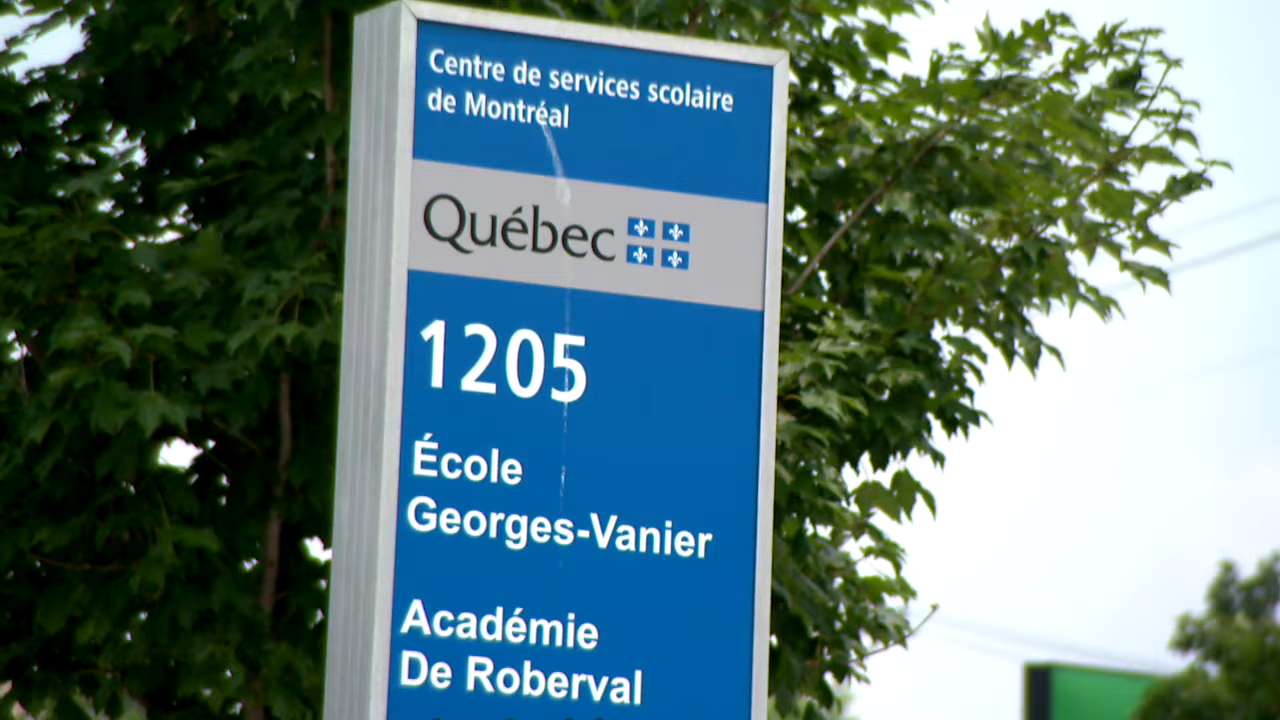 Centre de services scolaire
de Montréal
Québec
1205
École
Georges-Vanier
Académie
De Roberval